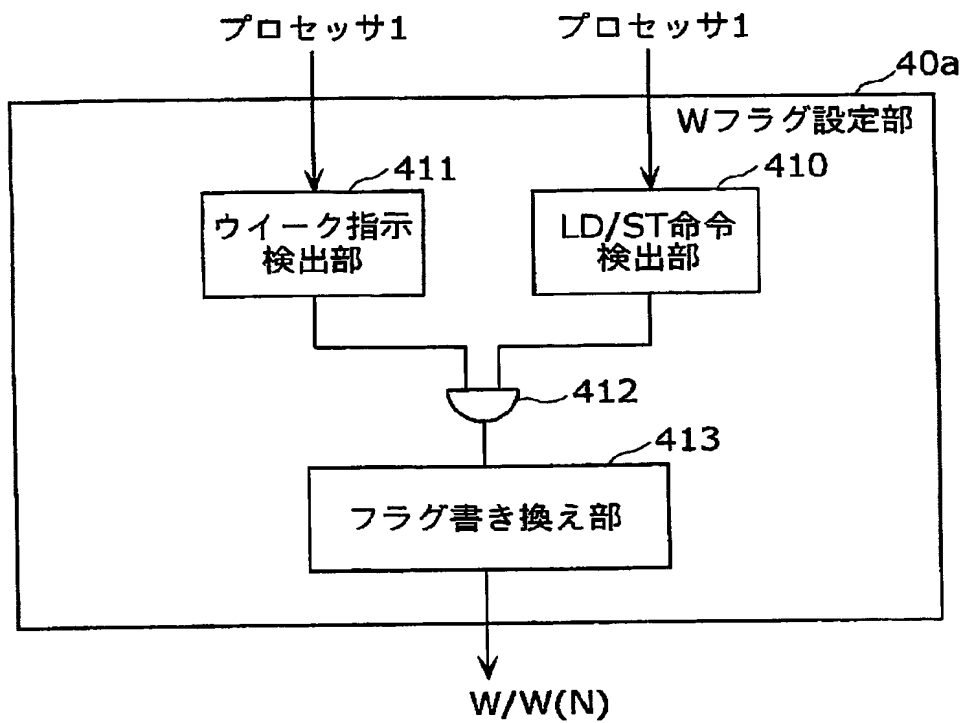 プロセッサ1
プロセッサ1
40a
Wフラグ設定部
411
410
ウイーク指示
検出部
LD/ST命令
検出部
412
413
フラグ書き換え部
W/W(N)